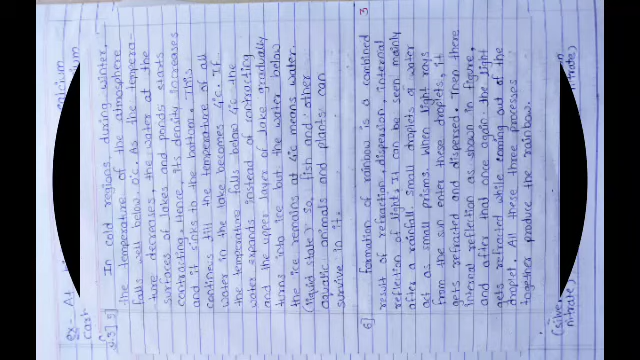 ex- At
cart
5]
In cold regions, during winter,
the temperature of the atmosphere
falls well below 0°c. As the tempera-
ture decreases, the water at the
surfaces of lakes and ponds starts
contracting. Hence, its density increases
and it sinks to the bottom. This
continues till the temperature of all
water in the lake becomes 4°c. If
the temperature falls below 4°c the
water expands instead of contracting
and the upper layer of lake gradually
turns into ice but the water below
the ice remains at 4°c means water.
(liquid state) so, fish and other
aquatic animals and plants can
survive in it.
6]
formation of rainbow is a combined
result of refraction, dispersion, internal
reflection of light, it can be seen mainly
after a rainfall. Small droplets of water
act as small prisms. When light rays
from the sun enter these droplets, it
gets refracted and dispersed. Then there
internal reflection as shown in figure,
and after that once again the light
gets refracted while coming out of the
droplet. All these three processes
together produce the rainbow.
3
(silver
nitrate)